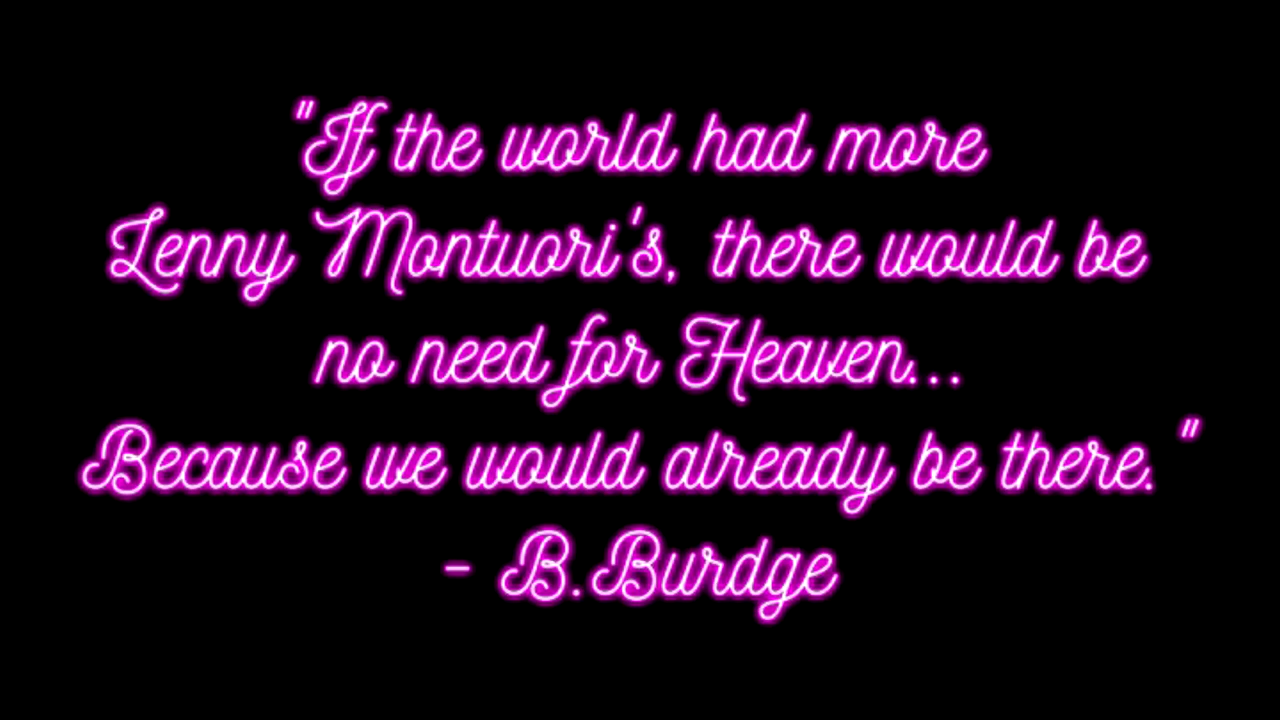 "If the world had more
Lenny Montuori's, there would be
no need for Heaven...
Because we would already be there."
- B.Burdge